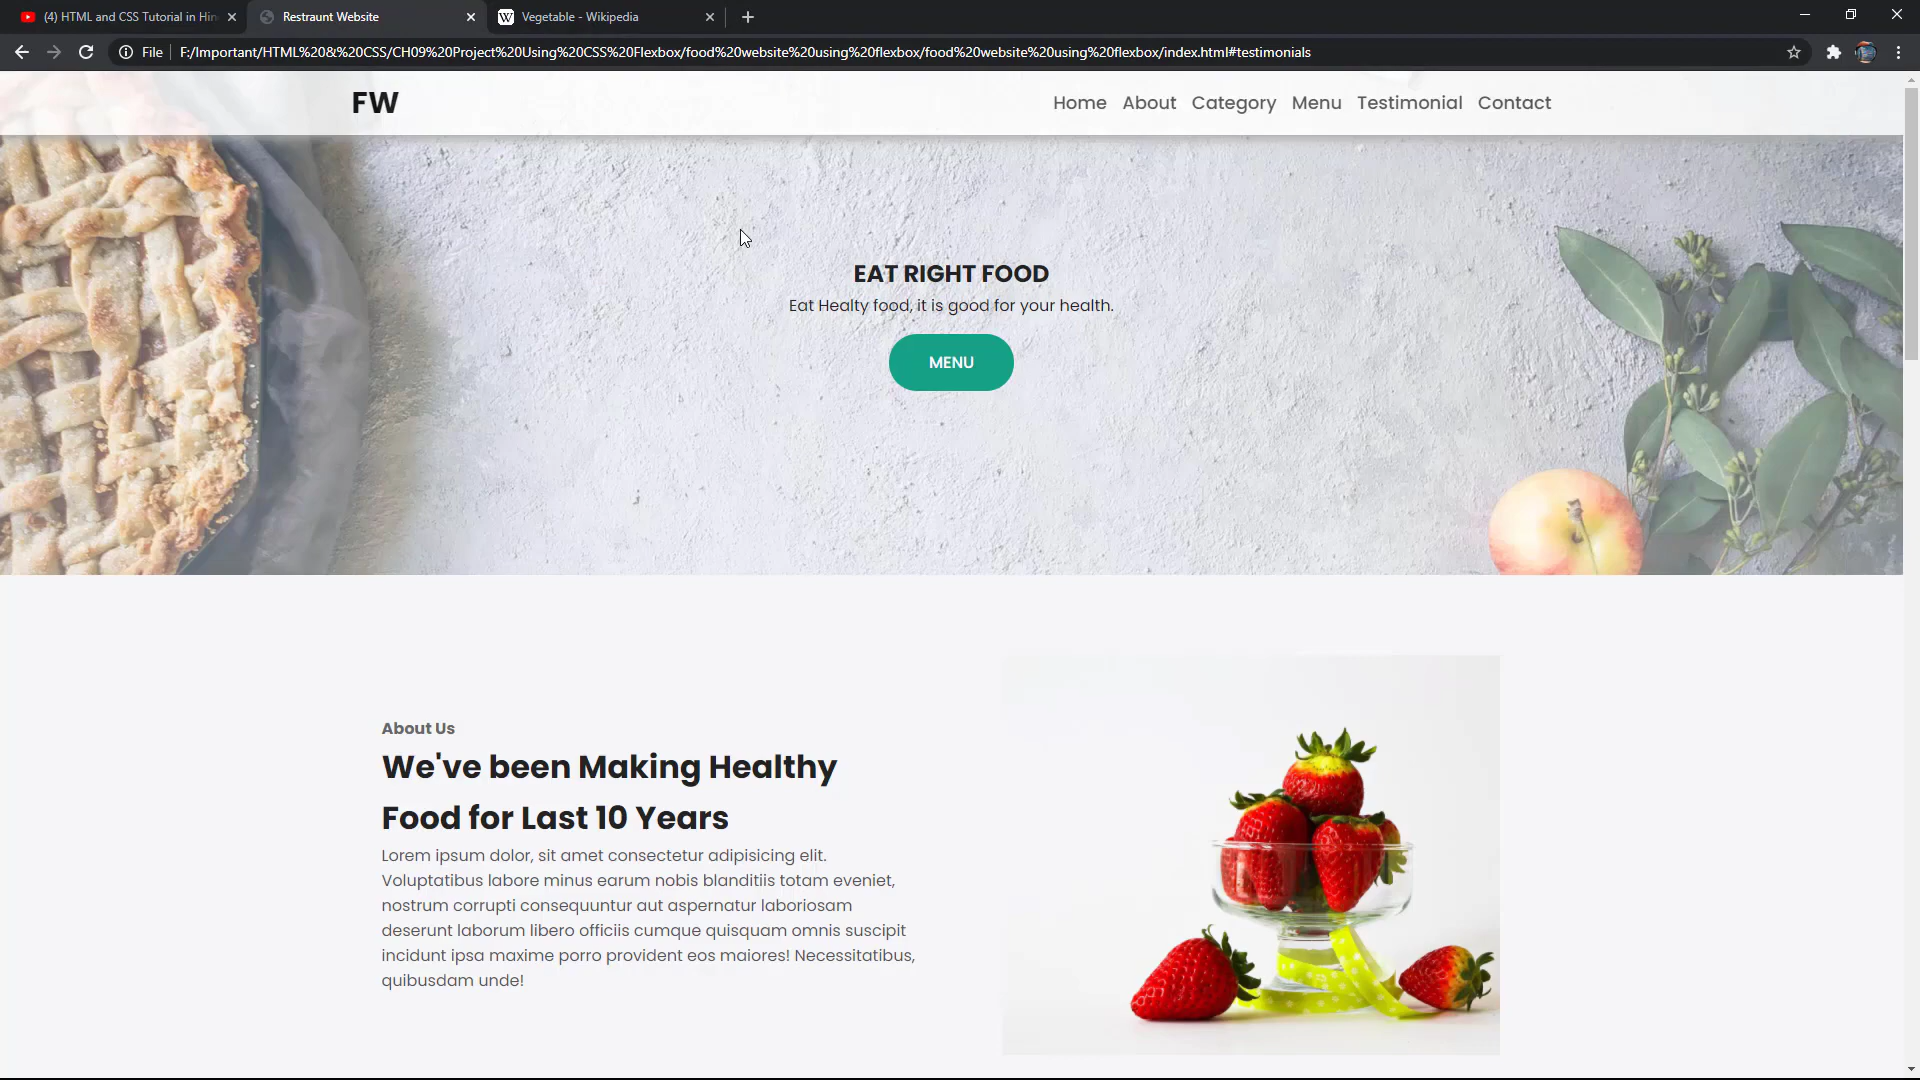 (4) HTML and CSS Tutorial in Hin
Restraunt Website
Vegetable - Wikipedia
File
F:/Important/HTML%20&%20CSS/CH09%20Project%20Using%20CSS%20Flexbox/food%20website%20using%20flexbox/food%20website%20using%20flexbox/index.html#testimonials
FW
Home About Category Menu Testimonial Contact
EAT RIGHT FOOD
Eat Healty food, it is good for your health.
MENU
About Us
We've been Making Healthy
Food for Last 10 Years
Lorem ipsum dolor, sit amet consectetur adipisicing elit.
Voluptatibus labore minus earum nobis blanditiis totam eveniet,
nostrum corrupti consequuntur aut aspernatur laboriosam
deserunt laborum libero officiis cumque quisquam omnis suscipit
incidunt ipsa maxime porro provident eos maiores! Necessitatibus,
quibusdam unde!